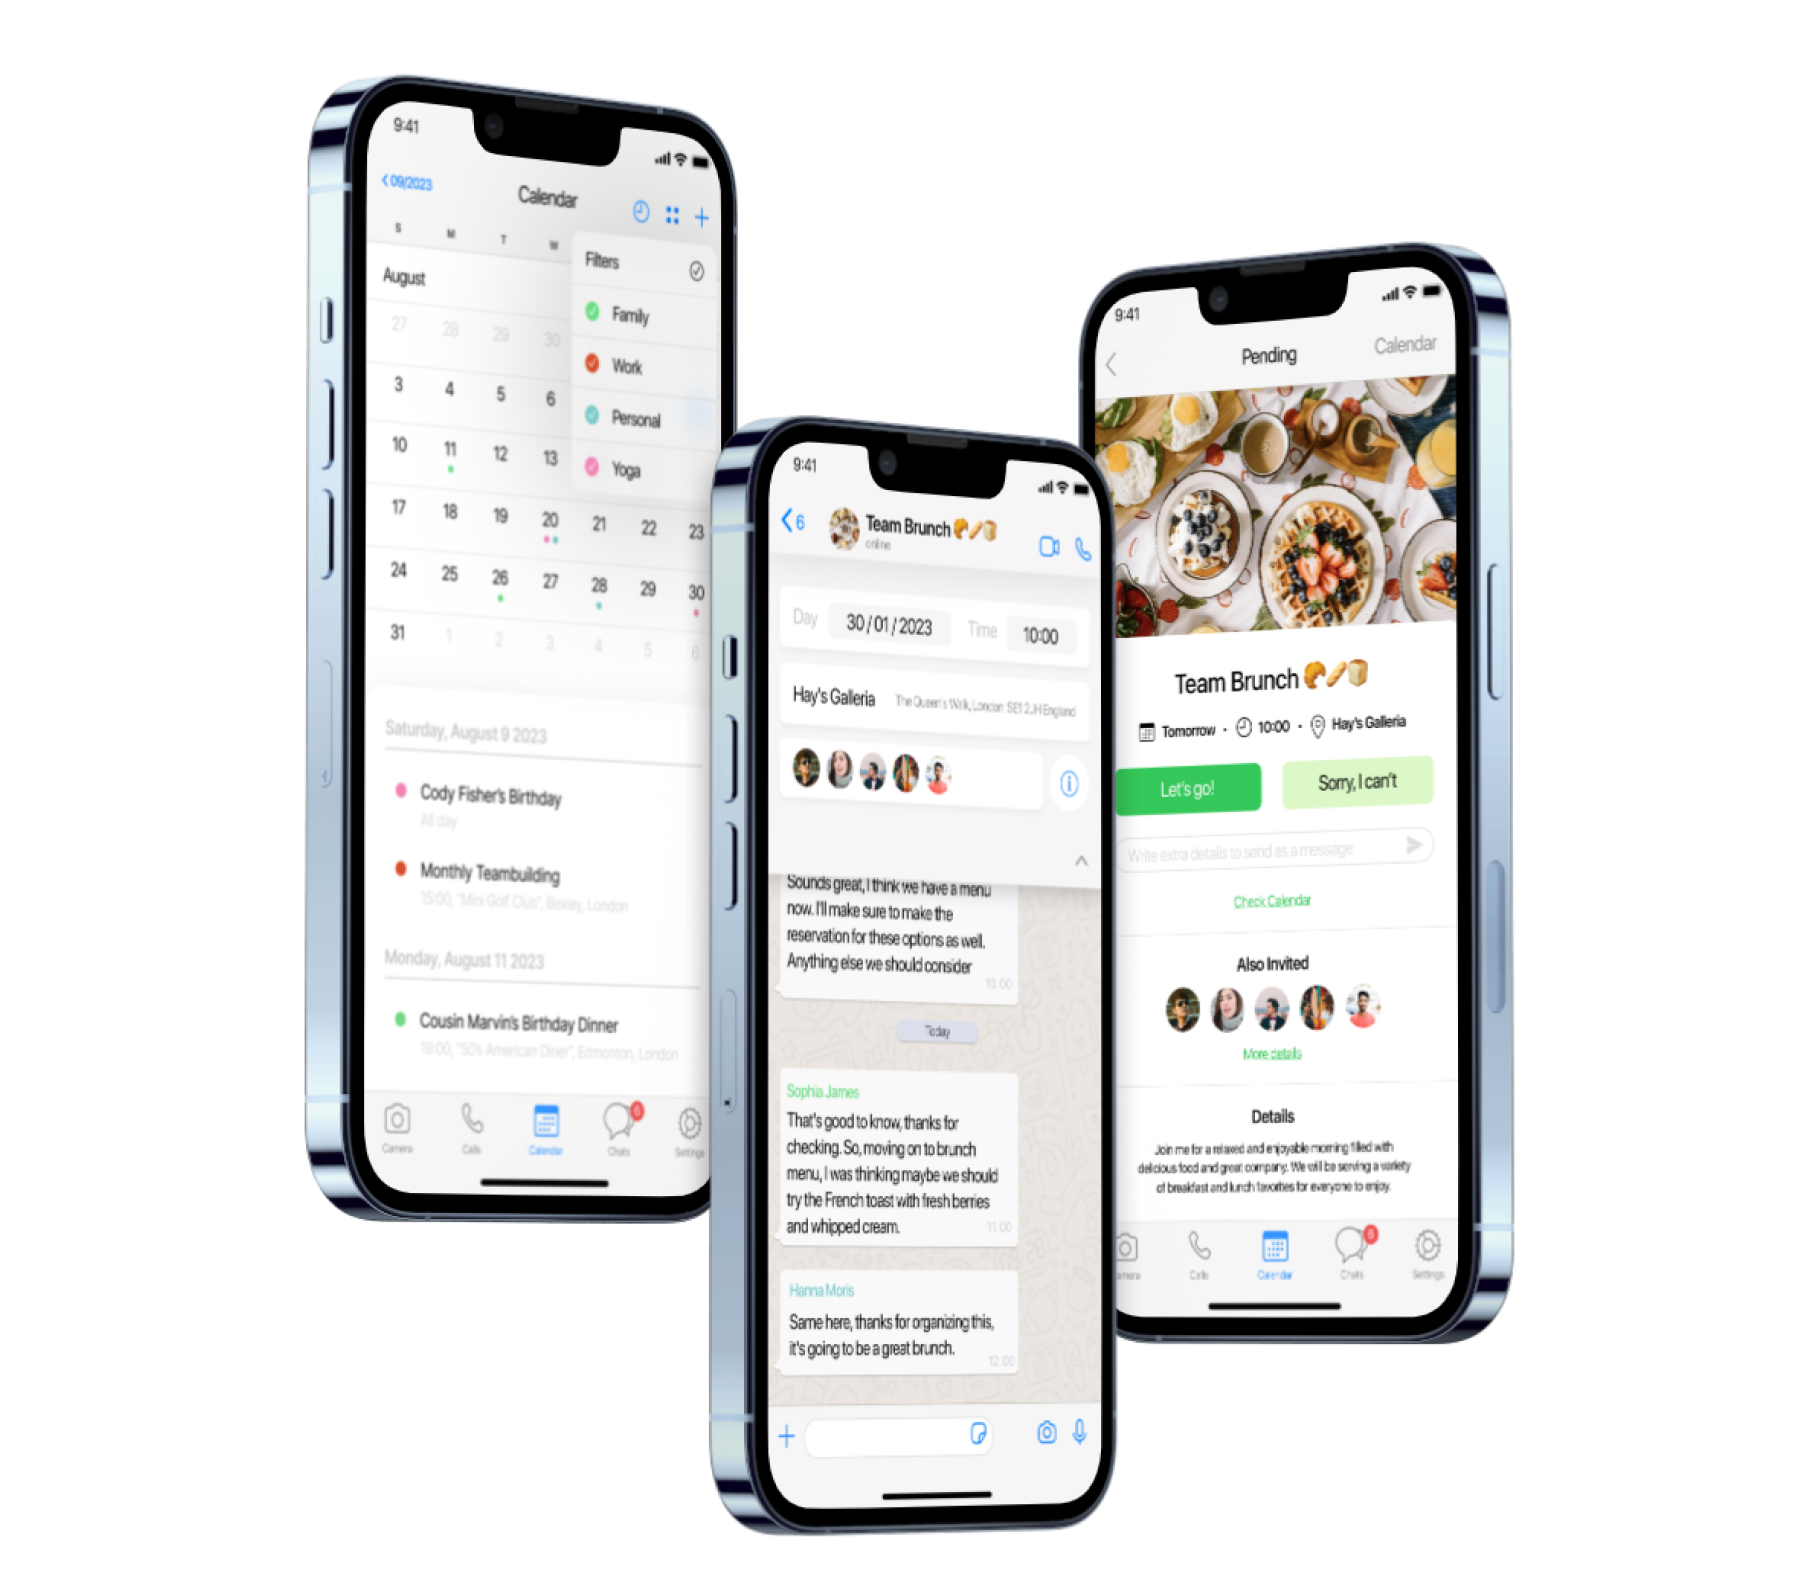 9:41
09/2023
Calendar
S M T W
Filters
August
Family
27 28 29 30
Work
3 4 5 6
Personal
10 11 12 13
Yoga
17 18 19 20 21 22 23
24 25 26 27 28 29 30
31 1 2 3 4 5 6
Saturday, August 9 2023
Cody Fisher's Birthday
All day
Monthly Teambuilding
15:00, "Mini Golf Club", Bexley, London
Monday, August 11 2023
Cousin Marvin's Birthday Dinner
19:00, "50's American Diner", Edmonton, London
6
Camera Calls Calendar Chats Settings
9:41
6 Team Brunch
online
Day 30/01/2023 Time 10:00
Hay's Galleria The Queen's Walk, London SE1 2JH England
Sounds great, I think we have a menu
now. I'll make sure to make the
reservation for these options as well.
Anything else we should consider
10:00
Today
Sophia James
That's good to know, thanks for
checking. So, moving on to brunch
menu, I was thinking maybe we should
try the French toast with fresh berries
and whipped cream.
11:00
Hanna Moris
Same here, thanks for organizing this,
it's going to be a great brunch.
12:00
9:41
Pending
Calendar
Team Brunch
Tomorrow · 10:00 · Hay's Galleria
Let's go! Sorry, I can't
Write extra details to send as a message
Check Calendar
Also Invited
More details
Details
Join me for a relaxed and enjoyable morning filled with
delicious food and great company. We will be serving a variety
of breakfast and lunch favorites for everyone to enjoy.
6
amera Calls Calendar Chats Settings